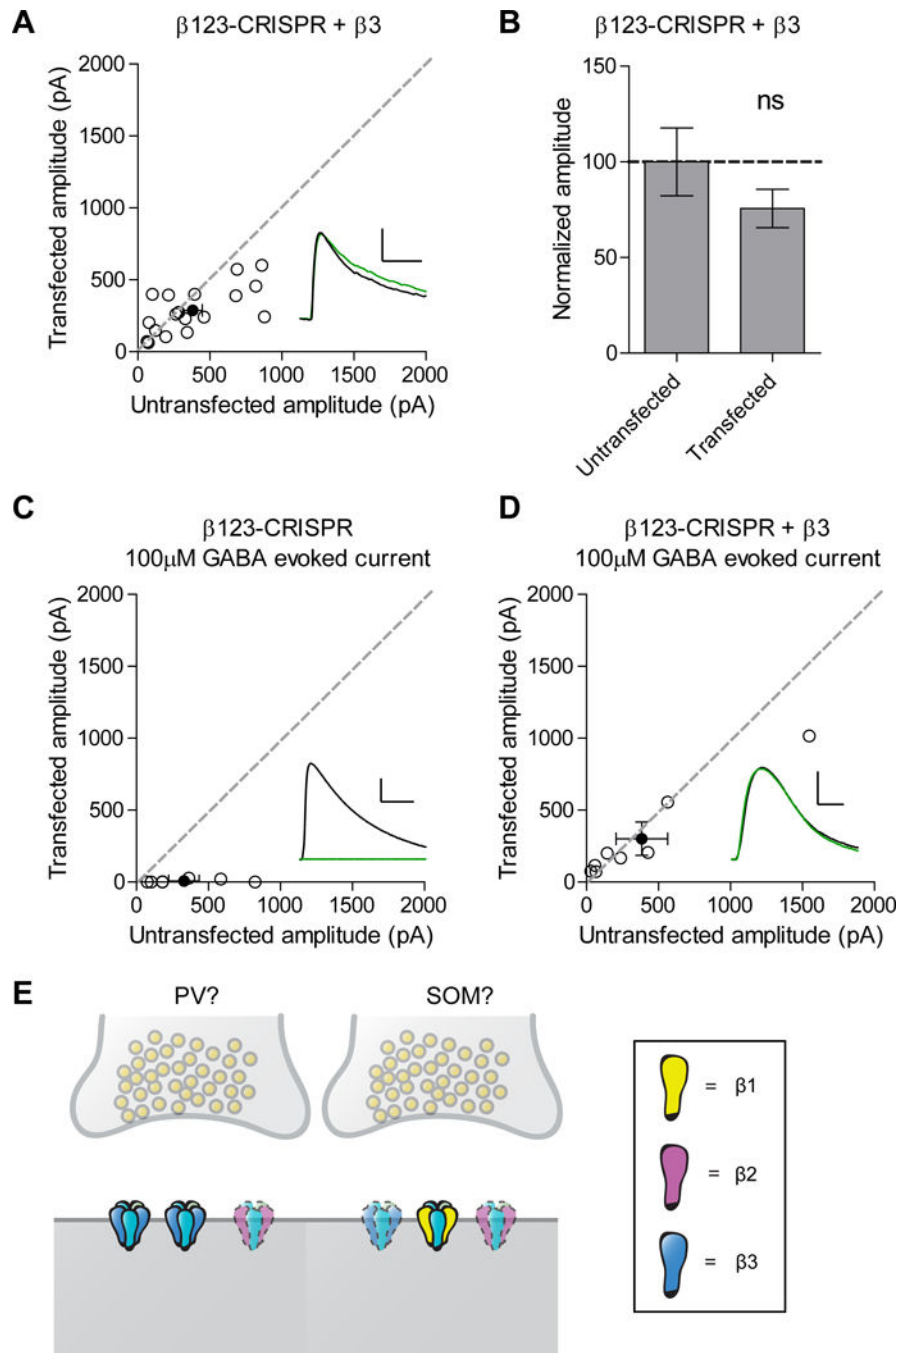 A
β123-CRISPR + β3
Transfected amplitude (pA)
2000
1500
1000
500
0
0 500 1000 1500 2000
Untransfected amplitude (pA)
B
β123-CRISPR + β3
Normalized amplitude
150
100
50
0
ns
Untransfected
Transfected
C
β123-CRISPR
100μM GABA evoked current
Transfected amplitude (pA)
2000
1500
1000
500
0
0 500 1000 1500 2000
Untransfected amplitude (pA)
D
β123-CRISPR + β3
100μM GABA evoked current
Transfected amplitude (pA)
2000
1500
1000
500
0
0 500 1000 1500 2000
Untransfected amplitude (pA)
E
PV?
SOM?
= β1
= β2
= β3